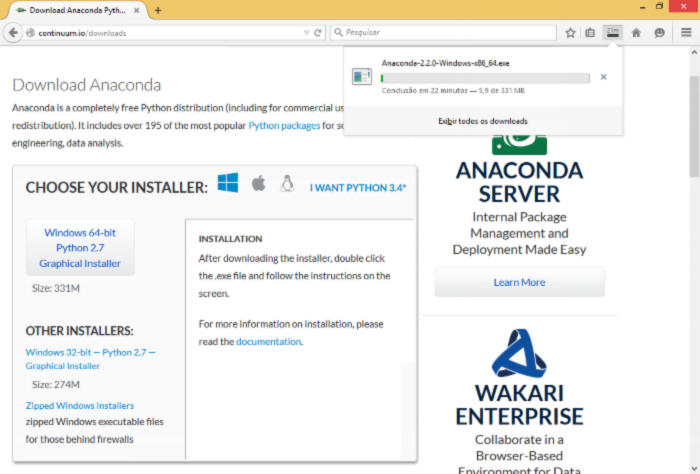 Download Anaconda Pyth...
continuum.io/downloads
Pesquisar
Anaconda-2.2.0-Windows-x86_64.exe
Conclusão em 22 minutos — 5,9 de 331 MB
Exibir todos os downloads
Download Anaconda
Anaconda is a completely free Python distribution (including for commercial us
redistribution). It includes over 195 of the most popular Python packages for sc
engineering, data analysis.
CHOOSE YOUR INSTALLER:
I WANT PYTHON 3.4*
Windows 64-bit
Python 2.7
Graphical Installer
Size: 331M
OTHER INSTALLERS:
Windows 32-bit — Python 2.7 —
Graphical Installer
Size: 274M
Zipped Windows Installers
zipped Windows executable files
for those behind firewalls
INSTALLATION
After downloading the installer, double click
the .exe file and follow the instructions on the
screen.
For more information on installation, please
read the documentation.
ANACONDA
SERVER
Internal Package
Management and
Deployment Made Easy
Learn More
WAKARI
ENTERPRISE
Collaborate in a
Browser-Based
Environment for Data